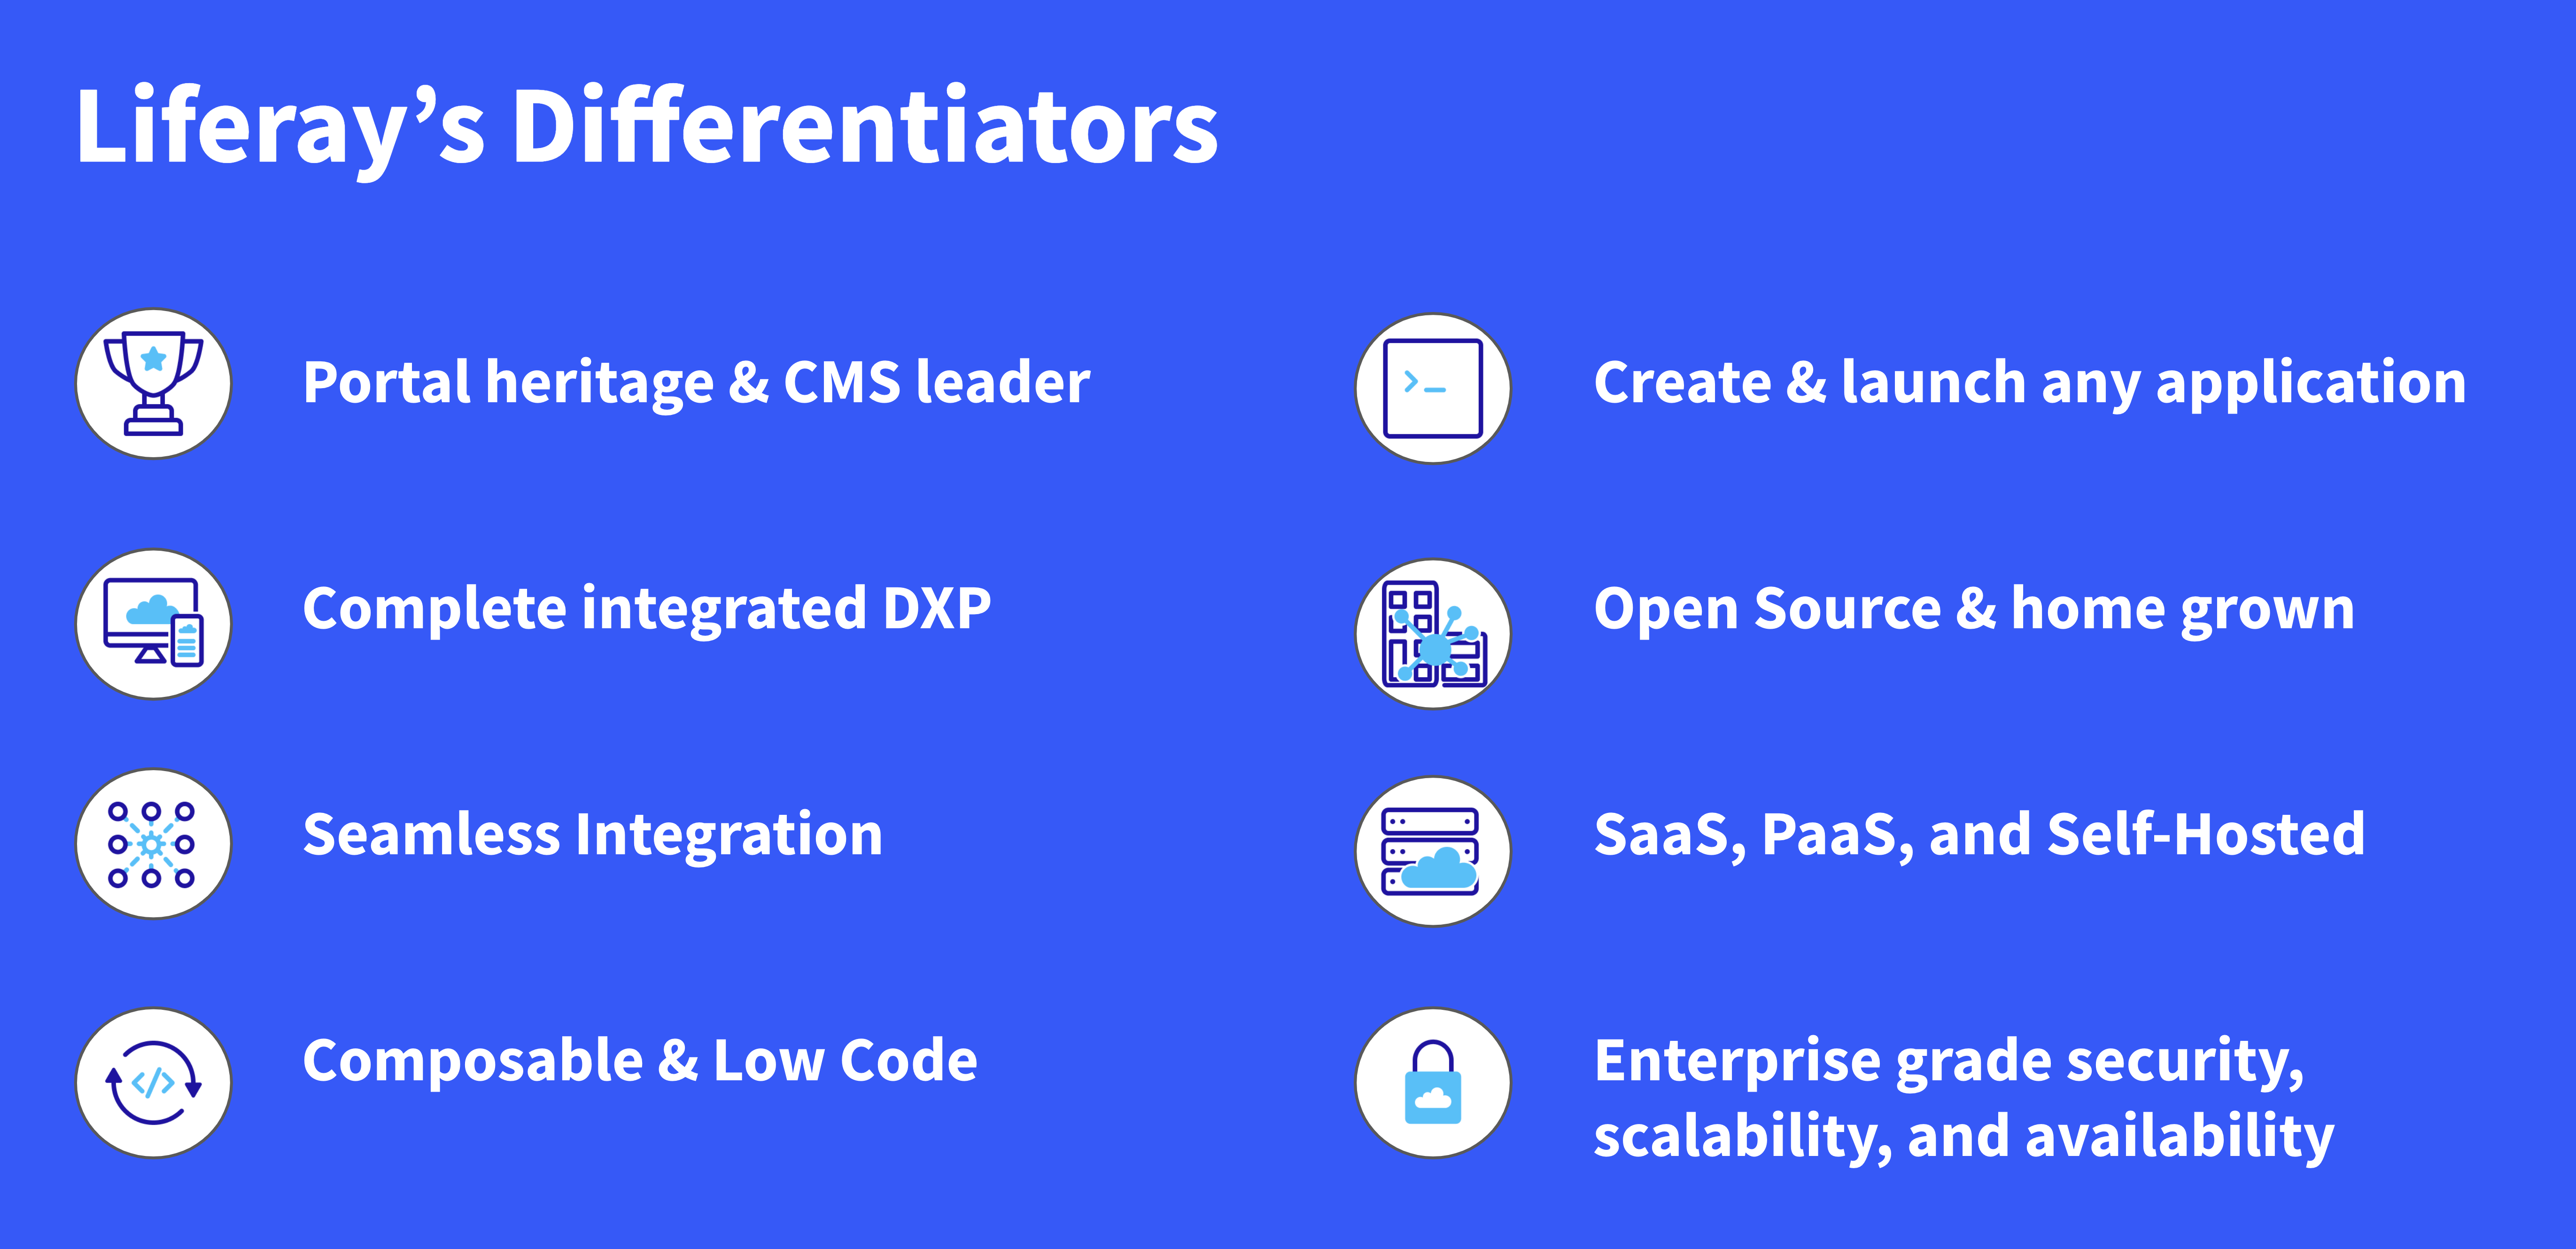 Liferay’s Differentiators
Portal heritage & CMS leader
Complete integrated DXP
Seamless Integration
Composable & Low Code
Create & launch any application
Open Source & home grown
SaaS, PaaS, and Self-Hosted
Enterprise grade security,
scalability, and availability